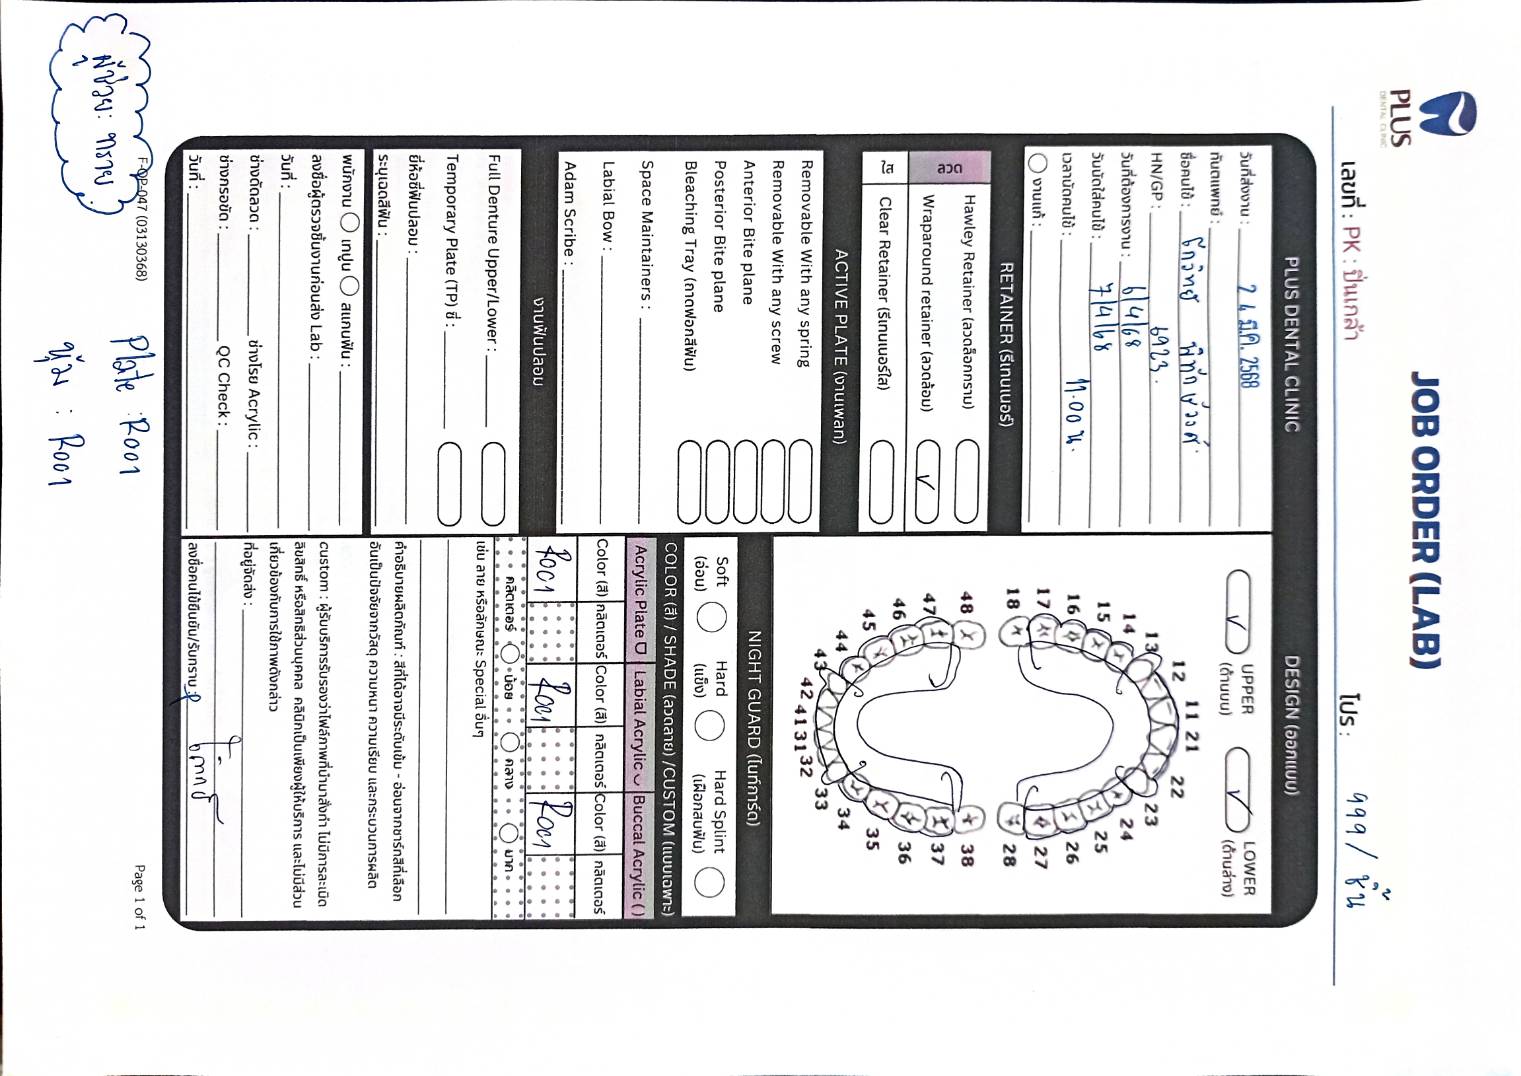 PLUS
DENTAL CLINIC
JOB ORDER (LAB)
เลขที่ : PK : ปิ่นเกล้า
โปร : 999 / ชิ้น
PLUS DENTAL CLINIC
วันที่ส่งงาน : 24 มี.ค. 2568
ทันตแพทย์ :
ชื่อคนไข้ :
HN/GP : 6923.
วันที่ต้องการงาน : 6/4/68
วันนัดใส่คนไข้ : 7/4/68
เวลานัดคนไข้ : 11.00 น.
งานแก้ :
RETAINER (รีเทนเนอร์)
ลวด
Hawley Retainer (ลวดล็อกกราม)
Wraparound retainer (ลวดล้อม) ✓
ใส
Clear Retainer (รีเทนเนอร์ใส)
ACTIVE PLATE (งานเพลท)
Removable With any spring
Removable With any screw
Anterior Bite plane
Posterior Bite plane
Bleaching Tray (ถาดฟอกสีฟัน)
Space Maintainers :
Labial Bow :
Adam Scribe :
งานฟันปลอม
Full Denture Upper/Lower :
Temporary Plate (TP) ซี่ :
ยี่ห้อซี่ฟันปลอม :
ระบุเฉดสีฟัน :
พนักงาน เทปูน สแกนฟัน :
ลงชื่อผู้ตรวจชิ้นงานก่อนส่ง Lab :
วันที่ :
ช่างดัดลวด : ช่างโรย Acrylic :
ช่างกรอขัด : QC Check :
วันที่ :
DESIGN (ออกแบบ)
✓ UPPER (ด้านบน)
✓ LOWER (ด้านล่าง)
18 17 16 15 14 13 12 11 21 22 23 24 25 26 27 28
48 47 46 45 44 43 42 41 31 32 33 34 35 36 37 38
NIGHT GUARD (ไนท์การ์ด)
Soft (อ่อน)
Hard (แข็ง)
Hard Splint (เฝือกสบฟัน)
COLOR (สี) / SHADE (ลวดลาย) /CUSTOM (แบบเฉพาะ)
Acrylic Plate Labial Acrylic Buccal Acrylic ( )
Color (สี) กลิตเตอร์ Color (สี) กลิตเตอร์ Color (สี) กลิตเตอร์
R001 R001 R001
กลิตเตอร์ น้อย กลาง มาก
เช่น ลาย หรือลักษณะ Special อื่นๆ
คำอธิบายผลิตภัณฑ์ : สีที่ได้อาจมีระดับเข้ม - อ่อนจากชาร์ทสีที่เลือก
อันเป็นปัจจัยจากวัสดุ ความหนา ความเรียบ และกระบวนการผลิต
custom : ผู้รับบริการรับรองว่าไฟล์ภาพที่นำมาสั่งทำ ไม่มีการละเมิด
ลิขสิทธิ์ หรือสิทธิส่วนบุคคล คลินิกเป็นเพียงผู้ให้บริการ และไม่มีส่วน
เกี่ยวข้องกับการใช้ภาพดังกล่าว
ที่อยู่จัดส่ง :
ลงชื่อคนไข้ยืนยัน/รับทราบ :
F-OP-047 (03130368)
Page 1 of 1
ผู้ช่วย: ทราย
Plate : R001
นุ้ม : R001